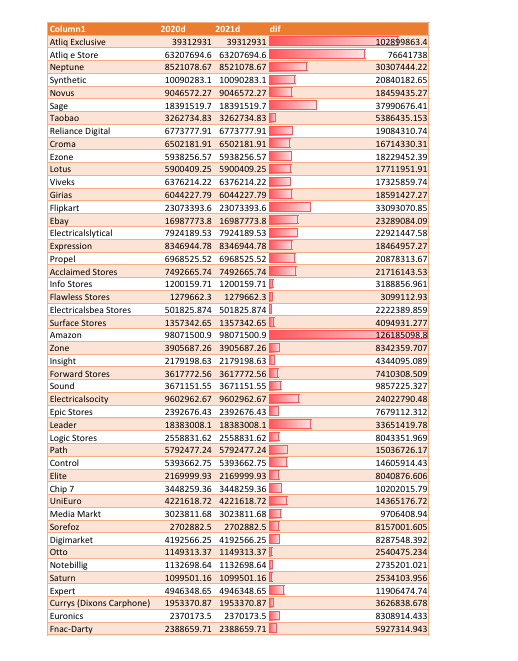 Column1 2020d 2021d dif
Atliq Exclusive 39312931 39312931 102899863.4
Atliq e Store 63207694.6 63207694.6 76641738
Neptune 8521078.67 8521078.67 30307444.22
Synthetic 10090283.1 10090283.1 20840182.65
Novus 9046572.27 9046572.27 18459435.27
Sage 18391519.7 18391519.7 37990676.41
Taobao 3262734.83 3262734.83 5386435.153
Reliance Digital 6773777.91 6773777.91 19084310.74
Croma 6502181.91 6502181.91 16714330.31
Ezone 5938256.57 5938256.57 18229452.39
Lotus 5900409.25 5900409.25 17711951.91
Viveks 6376214.22 6376214.22 17325859.74
Girias 6044227.79 6044227.79 18591427.27
Flipkart 23073393.6 23073393.6 33093070.85
Ebay 16987773.8 16987773.8 23289084.09
Electricalslytical 7924189.53 7924189.53 22921447.58
Expression 8346944.78 8346944.78 18464957.27
Propel 6968525.52 6968525.52 20878313.67
Acclaimed Stores 7492665.74 7492665.74 21716143.53
Info Stores 1200159.71 1200159.71 3188856.961
Flawless Stores 1279662.3 1279662.3 3099112.93
Electricalsbea Stores 501825.874 501825.874 2222389.859
Surface Stores 1357342.65 1357342.65 4094931.277
Amazon 98071500.9 98071500.9 126185098.8
Zone 3905687.26 3905687.26 8342359.707
Insight 2179198.63 2179198.63 4344095.089
Forward Stores 3617772.56 3617772.56 7410308.509
Sound 3671151.55 3671151.55 9857225.327
Electricalsocity 9602962.67 9602962.67 24022790.48
Epic Stores 2392676.43 2392676.43 7679112.312
Leader 18383008.1 18383008.1 33651419.78
Logic Stores 2558831.62 2558831.62 8043351.969
Path 5792477.24 5792477.24 15036726.17
Control 5393662.75 5393662.75 14605914.43
Elite 2169999.93 2169999.93 8040876.606
Chip 7 3448259.36 3448259.36 10202015.79
UniEuro 4221618.72 4221618.72 14365176.72
Media Markt 3023811.68 3023811.68 9706408.94
Sorefoz 2702882.5 2702882.5 8157001.605
Digimarket 4192566.25 4192566.25 8287548.392
Otto 1149313.37 1149313.37 2540475.234
Notebillig 1132698.64 1132698.64 2735201.021
Saturn 1099501.16 1099501.16 2534103.956
Expert 4946348.65 4946348.65 11906474.74
Currys (Dixons Carphone) 1953370.87 1953370.87 3626838.678
Euronics 2370173.5 2370173.5 8308914.433
Fnac-Darty 2388659.71 2388659.71 5927314.943